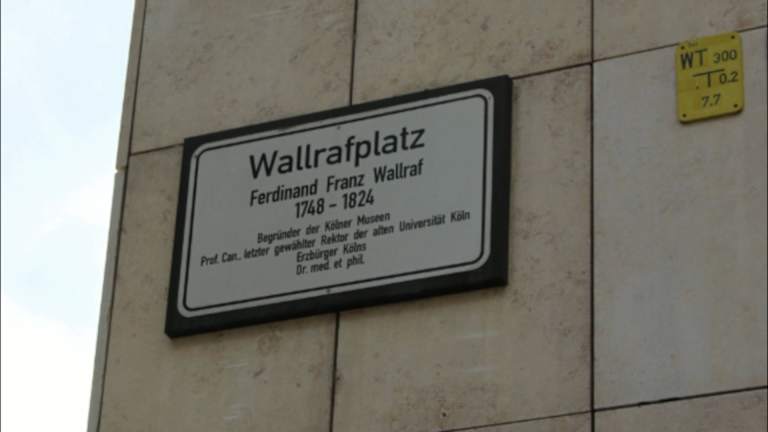 Wallrafplatz
Ferdinand Franz Wallraf
1748 – 1824
Begründer der Kölner Museen
Prof. Can., letzter gewählter Rektor der alten Universität Köln
Erzbürger Kölns
Dr. med. et phil.
WT 300
T 0.2
7.7